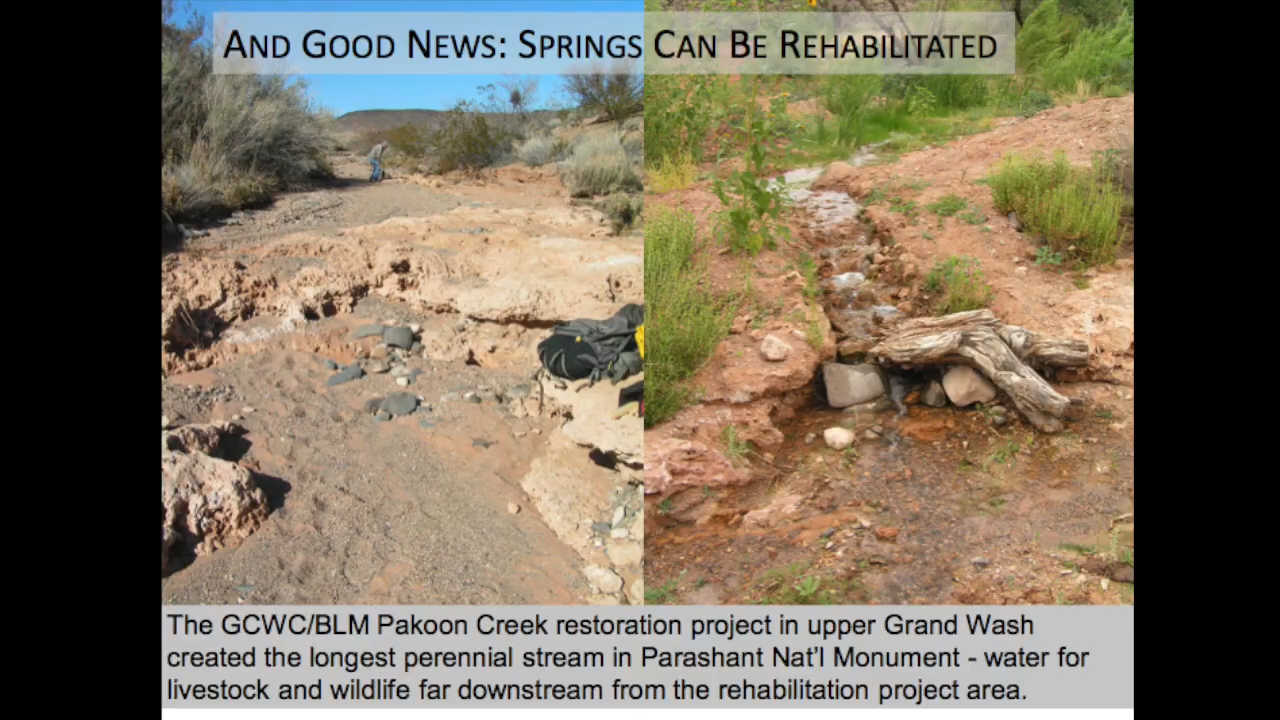 AND GOOD NEWS: SPRINGS CAN BE REHABILITATED
The GCWC/BLM Pakoon Creek restoration project in upper Grand Wash
created the longest perennial stream in Parashant Nat'l Monument - water for
livestock and wildlife far downstream from the rehabilitation project area.